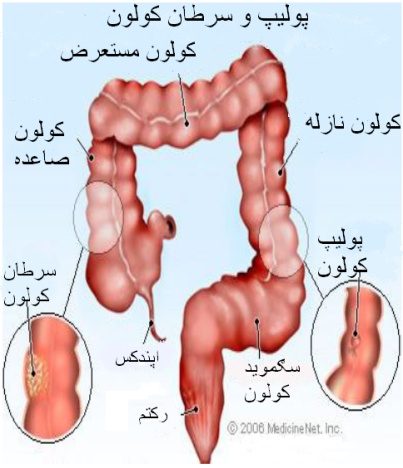 پولیپ و سرطان کولون
کولون مستعرض
کولون نازله
کولون
صاعده
پولیپ
کولون
سرطان
کولون
اپندکس
سګموید
کولون
رکتم
© 2006 MedicineNet, Inc.